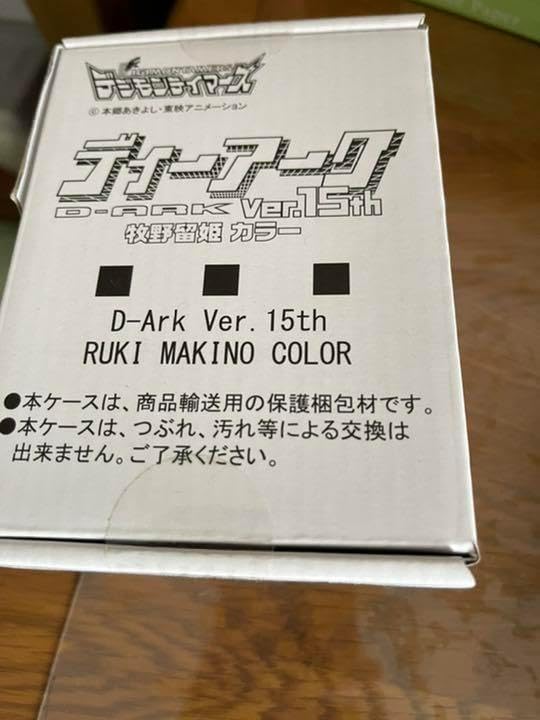 DIGIMON TAMERS
デジモンテイマーズ
© 本郷あきよし・東映アニメーション
ディーアーク
D-ARK Ver.15th
牧野留姫 カラー
D-Ark Ver.15th
RUKI MAKINO COLOR
●本ケースは、商品輸送用の保護梱包材です。
●本ケースは、つぶれ、汚れ等による交換は
出来ません。ご了承ください。